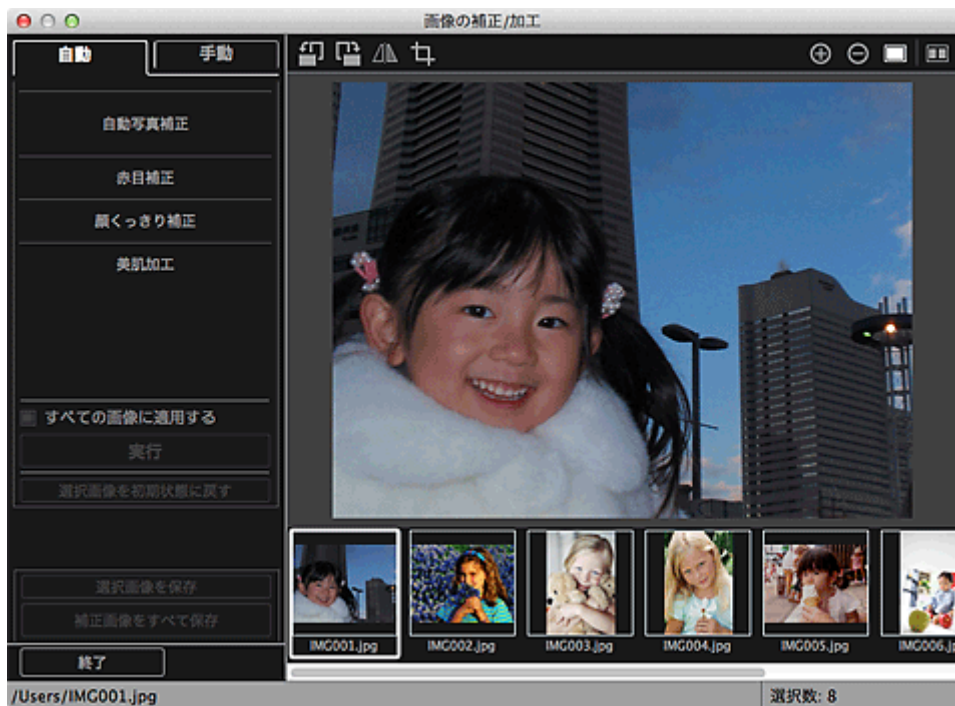 画像の補正/加工
自動
手動
自動写真補正
赤目補正
顔くっきり補正
美肌加工
すべての画像に適用する
実行
選択画像を初期状態に戻す
選択画像を保存
補正画像をすべて保存
終了
IMG001.jpg
IMG002.jpg
IMG003.jpg
IMG004.jpg
IMG005.jpg
IMG006.jp
/Users/IMG001.jpg
選択数: 8